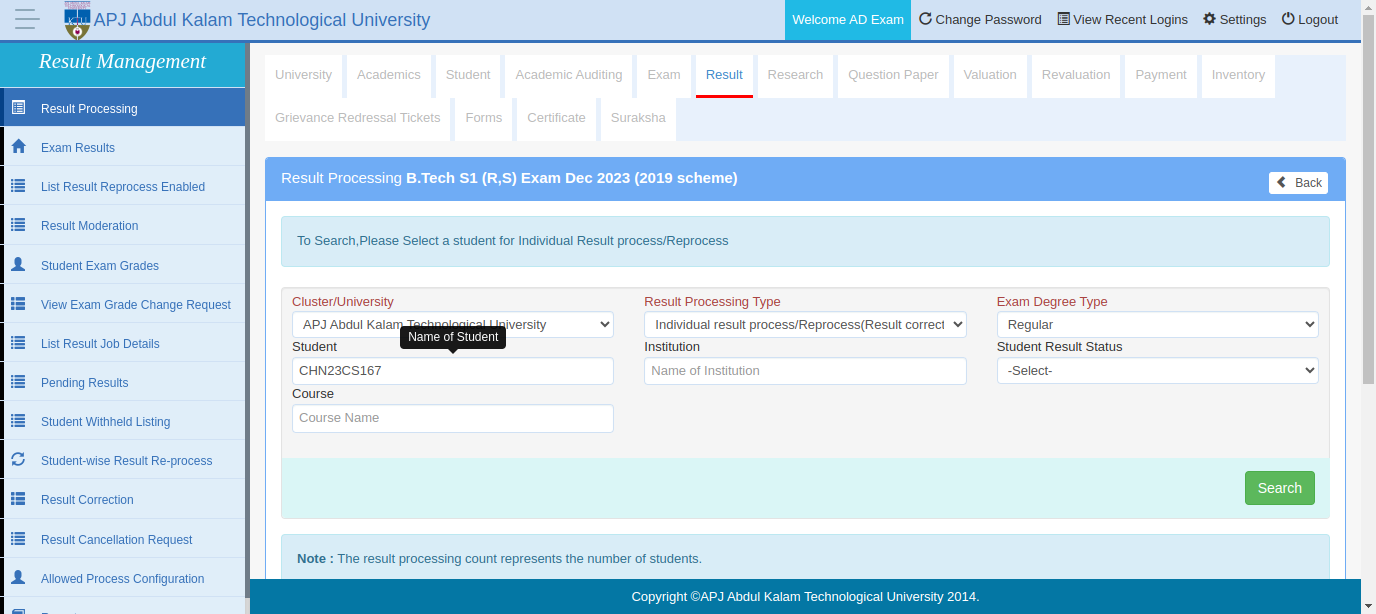 APJ Abdul Kalam Technological University
Welcome AD Exam Change Password View Recent Logins Settings Logout
Result Management
Result Processing
Exam Results
List Result Reprocess Enabled
Result Moderation
Student Exam Grades
View Exam Grade Change Request
List Result Job Details
Pending Results
Student Withheld Listing
Student-wise Result Re-process
Result Correction
Result Cancellation Request
Allowed Process Configuration
University Academics Student Academic Auditing Exam Result Research Question Paper Valuation Revaluation Payment Inventory
Grievance Redressal Tickets Forms Certificate Suraksha
Result Processing B.Tech S1 (R,S) Exam Dec 2023 (2019 scheme)
Back
To Search,Please Select a student for Individual Result process/Reprocess
Cluster/University Result Processing Type Exam Degree Type
APJ Abdul Kalam Technological University Individual result process/Reprocess(Result correct Regular
Name of Student
Student Institution Student Result Status
CHN23CS167 Name of Institution -Select-
Course
Course Name
Search
Note : The result processing count represents the number of students.
Copyright ©APJ Abdul Kalam Technological University 2014.